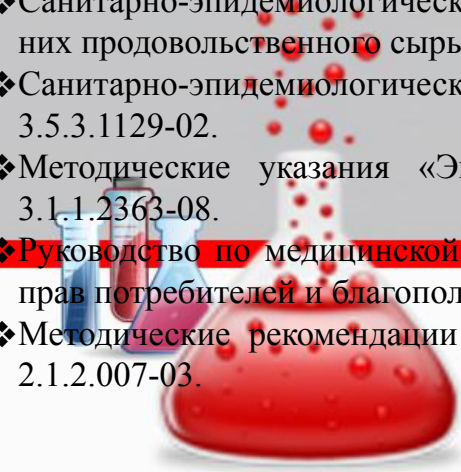 ❖Санитарно-эпидемиологическ
них продовольственного сырь
❖Санитарно-эпидемиологическ
3.5.3.1129-02.
❖Методические указания «Э
3.1.1.2363-08.
❖Руководство по медицинской
прав потребителей и благопол
❖Методические рекомендации
2.1.2.007-03.